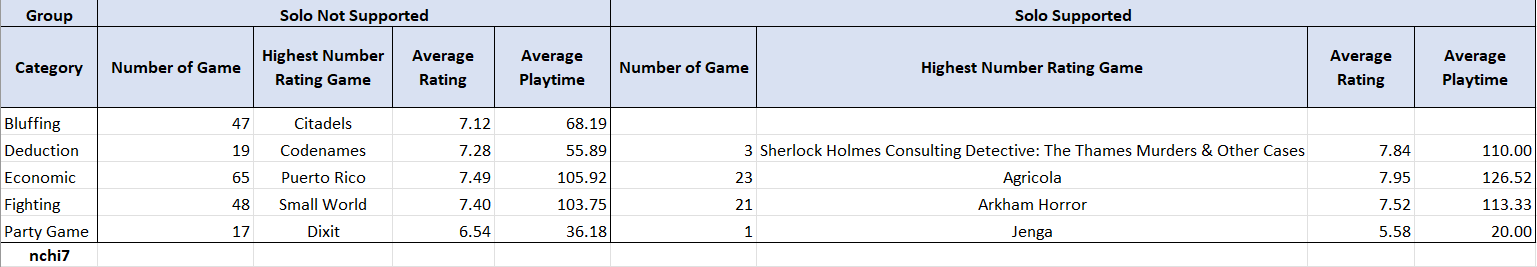 Group Solo Not Supported Solo Supported
Category Number of Game Highest Number Rating Game Average Rating Average Playtime Number of Game Highest Number Rating Game Average Rating Average Playtime
Bluffing 47 Citadels 7.12 68.19
Deduction 19 Codenames 7.28 55.89 3 Sherlock Holmes Consulting Detective: The Thames Murders & Other Cases 7.84 110.00
Economic 65 Puerto Rico 7.49 105.92 23 Agricola 7.95 126.52
Fighting 48 Small World 7.40 103.75 21 Arkham Horror 7.52 113.33
Party Game 17 Dixit 6.54 36.18 1 Jenga 5.58 20.00
nchi7